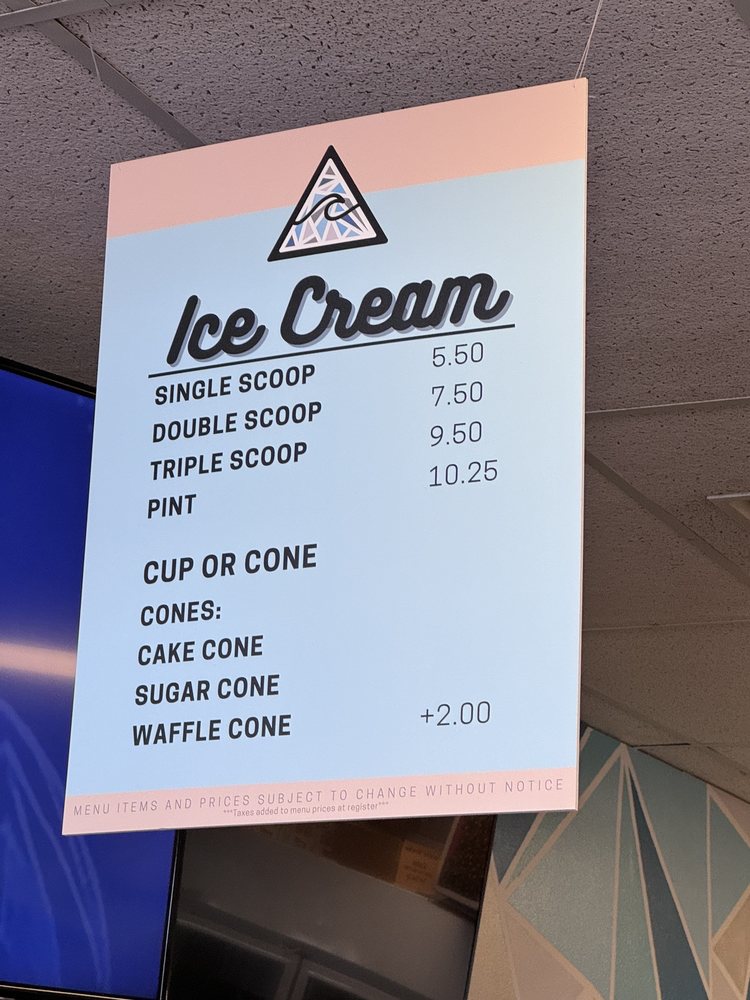 Ice Cream
SINGLE SCOOP 5.50
DOUBLE SCOOP 7.50
TRIPLE SCOOP 9.50
PINT 10.25
CUP OR CONE
CONES:
CAKE CONE
SUGAR CONE
WAFFLE CONE +2.00
MENU ITEMS AND PRICES SUBJECT TO CHANGE WITHOUT NOTICE
***Taxes added to menu prices at register***